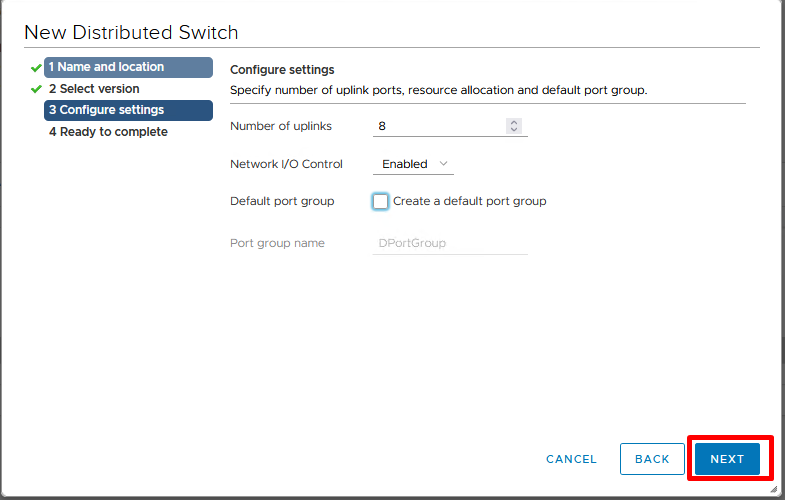 New Distributed Switch
1 Name and location
2 Select version
3 Configure settings
4 Ready to complete
Configure settings
Specify number of uplink ports, resource allocation and default port group.
Number of uplinks 8
Network I/O Control Enabled
Default port group Create a default port group
Port group name DPortGroup
CANCEL BACK NEXT